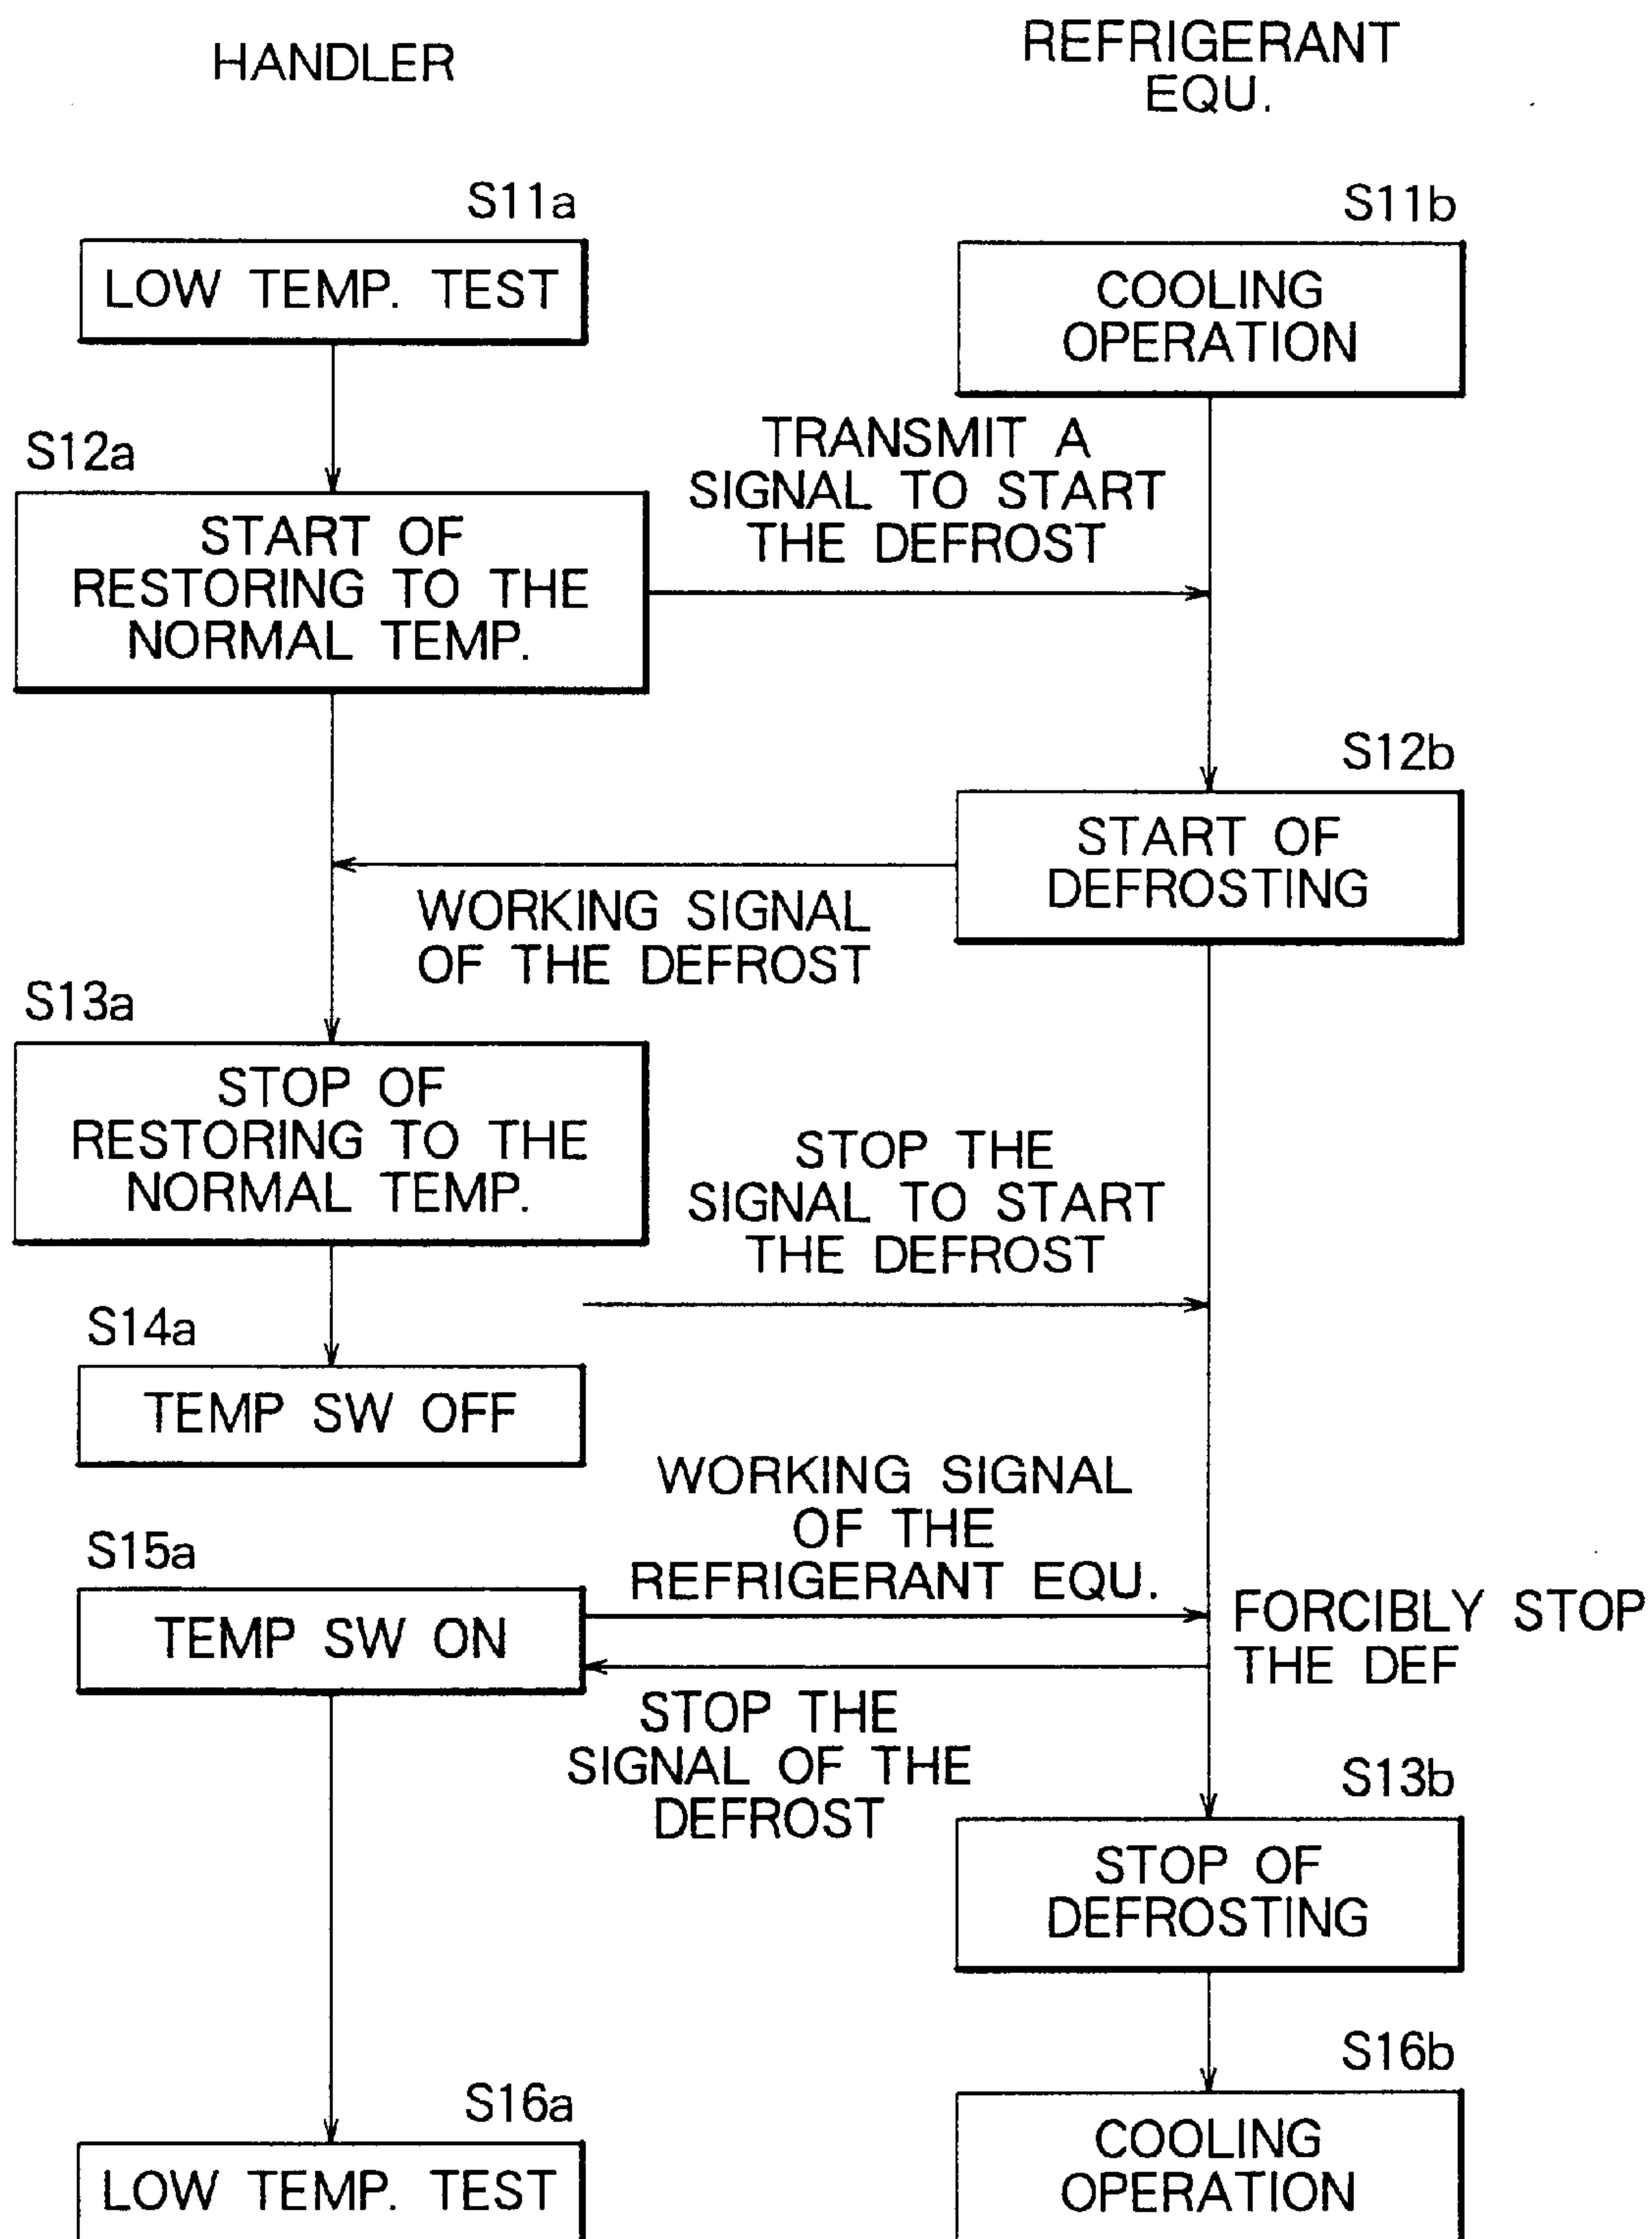 HANDLER
REFRIGERANT
EQU.
S11a
LOW TEMP. TEST
S11b
COOLING
OPERATION
TRANSMIT A
SIGNAL TO START
THE DEFROST
S12a
START OF
RESTORING TO THE
NORMAL TEMP.
S12b
START OF
DEFROSTING
WORKING SIGNAL
OF THE DEFROST
S13a
STOP OF
RESTORING TO THE
NORMAL TEMP.
STOP THE
SIGNAL TO START
THE DEFROST
S14a
TEMP SW OFF
WORKING SIGNAL
OF THE
REFRIGERANT EQU.
S15a
TEMP SW ON
FORCIBLY STOP
THE DEF
STOP THE
SIGNAL OF THE
DEFROST
S13b
STOP OF
DEFROSTING
S16b
COOLING
OPERATION
S16a
LOW TEMP. TEST